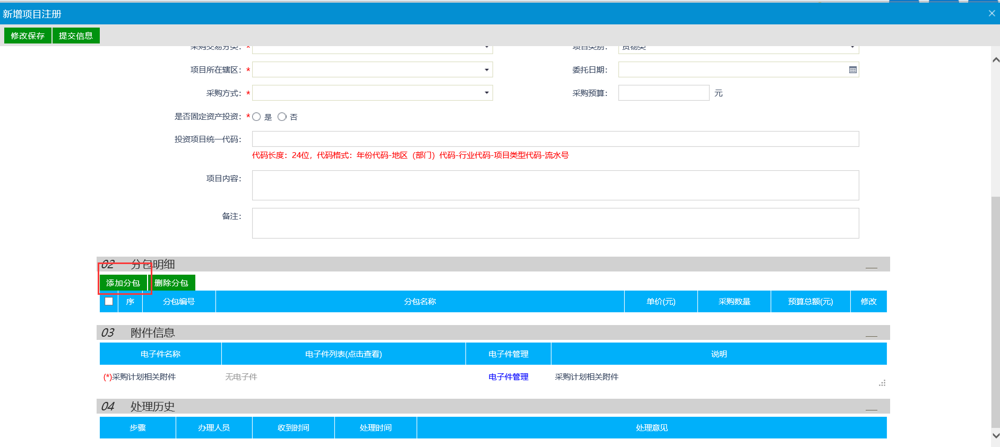 新增项目注册
修改保存 提交信息
采购交易分类：* 项目类别： 货物类
项目所在辖区：* 委托日期：
采购方式：* 采购预算： 元
是否固定资产投资：* 是 否
投资项目统一代码：
代码长度：24位，代码格式：年份代码-地区（部门）代码-行业代码-项目类型代码-流水号
项目内容：
备注：
02 分包明细
添加分包 删除分包
序 分包编号 分包名称 单价(元) 采购数量 预算总额(元) 修改
03 附件信息
电子件名称 电子件列表(点击查看) 电子件管理 说明
(*)采购计划相关附件 无电子件 电子件管理 采购计划相关附件
04 处理历史
步骤 办理人员 收到时间 处理时间 处理意见